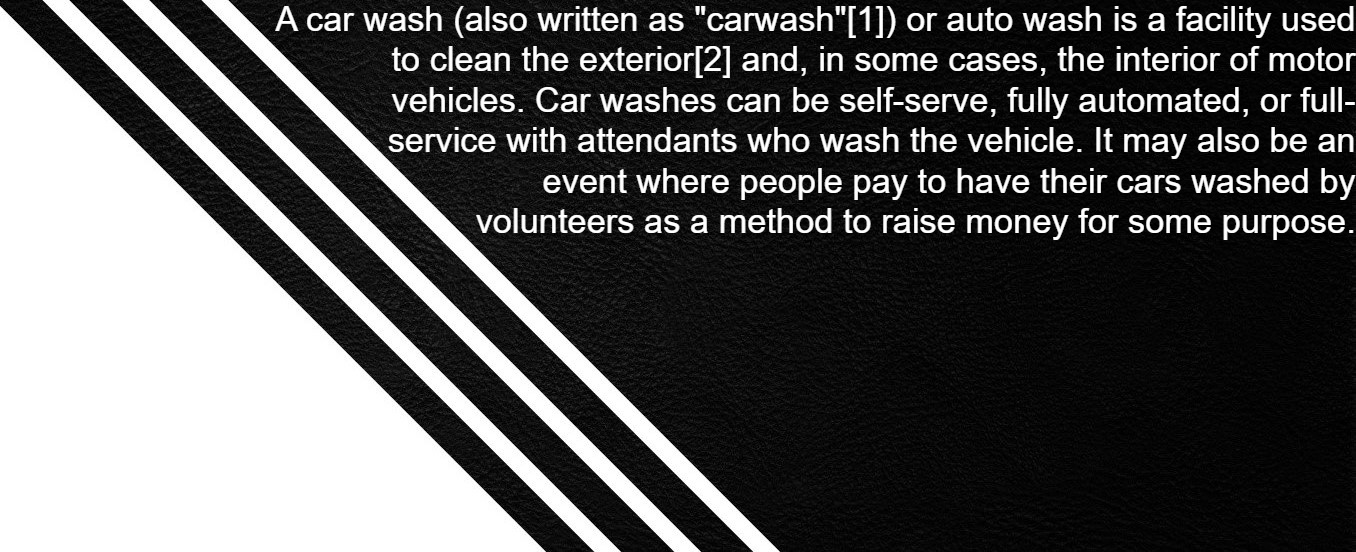 A car wash (also written as "carwash"[1]) or auto wash is a facility used
to clean the exterior[2] and, in some cases, the interior of motor
vehicles. Car washes can be self-serve, fully automated, or full-
service with attendants who wash the vehicle. It may also be an
event where people pay to have their cars washed by
volunteers as a method to raise money for some purpose.